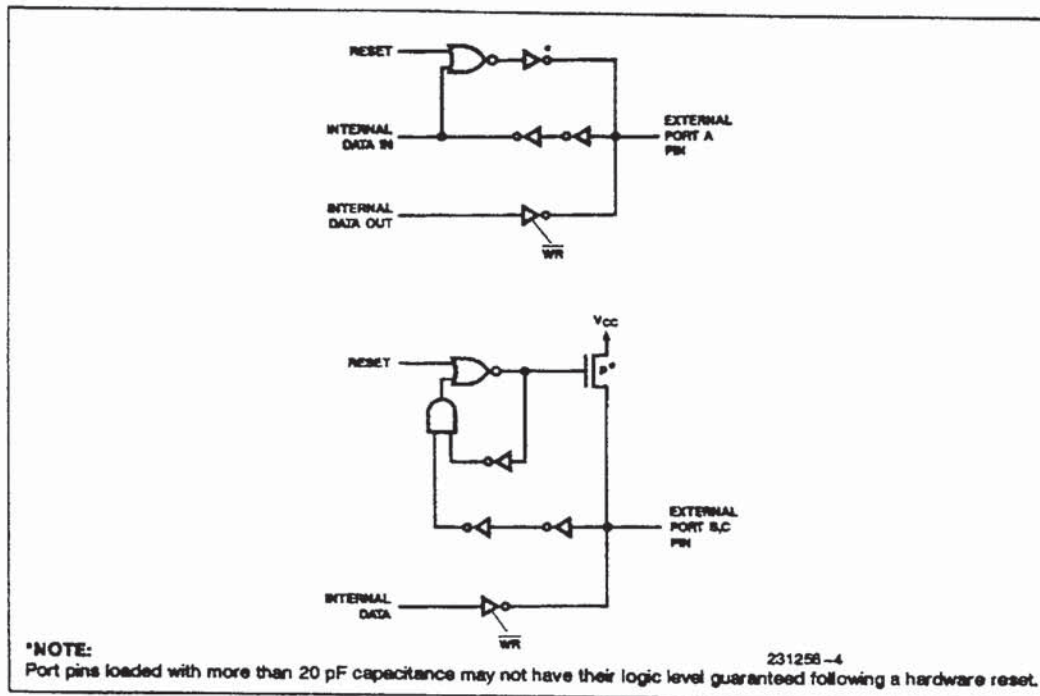 RESET
*
INTERNAL
DATA IN
EXTERNAL
PORT A
PIN
INTERNAL
DATA OUT
WR
VCC
RESET
P*
EXTERNAL
PORT B,C
PIN
INTERNAL
DATA
WR
*NOTE:
231256–4
Port pins loaded with more than 20 pF capacitance may not have their logic level guaranteed following a hardware reset.